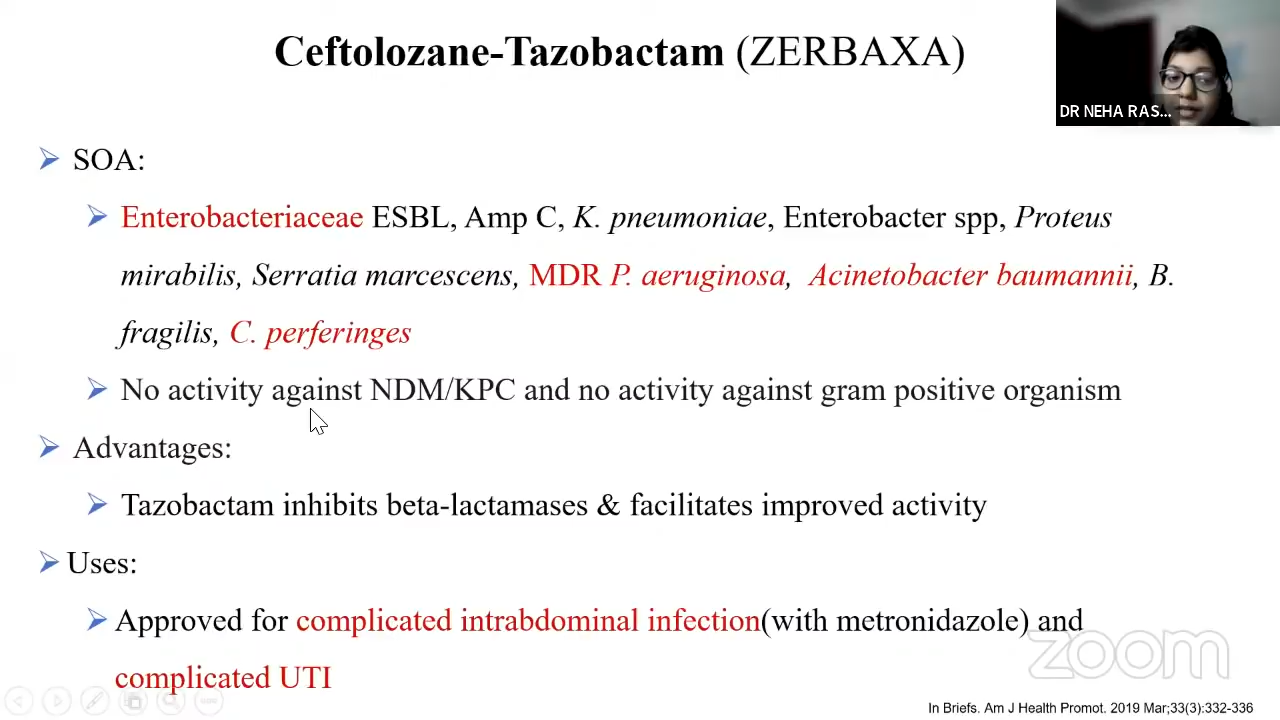 Ceftolozane-Tazobactam (ZERBAXA)
DR NEHA RAS...
➢ SOA:
➢ Enterobacteriaceae ESBL, Amp C, K. pneumoniae, Enterobacter spp, Proteus
mirabilis, Serratia marcescens, MDR P. aeruginosa, Acinetobacter baumannii, B.
fragilis, C. perferinges
➢ No activity against NDM/KPC and no activity against gram positive organism
➢ Advantages:
➢ Tazobactam inhibits beta-lactamases & facilitates improved activity
➢ Uses:
➢ Approved for complicated intrabdominal infection(with metronidazole) and
complicated UTI
zoom
In Briefs. Am J Health Promot. 2019 Mar;33(3):332-336